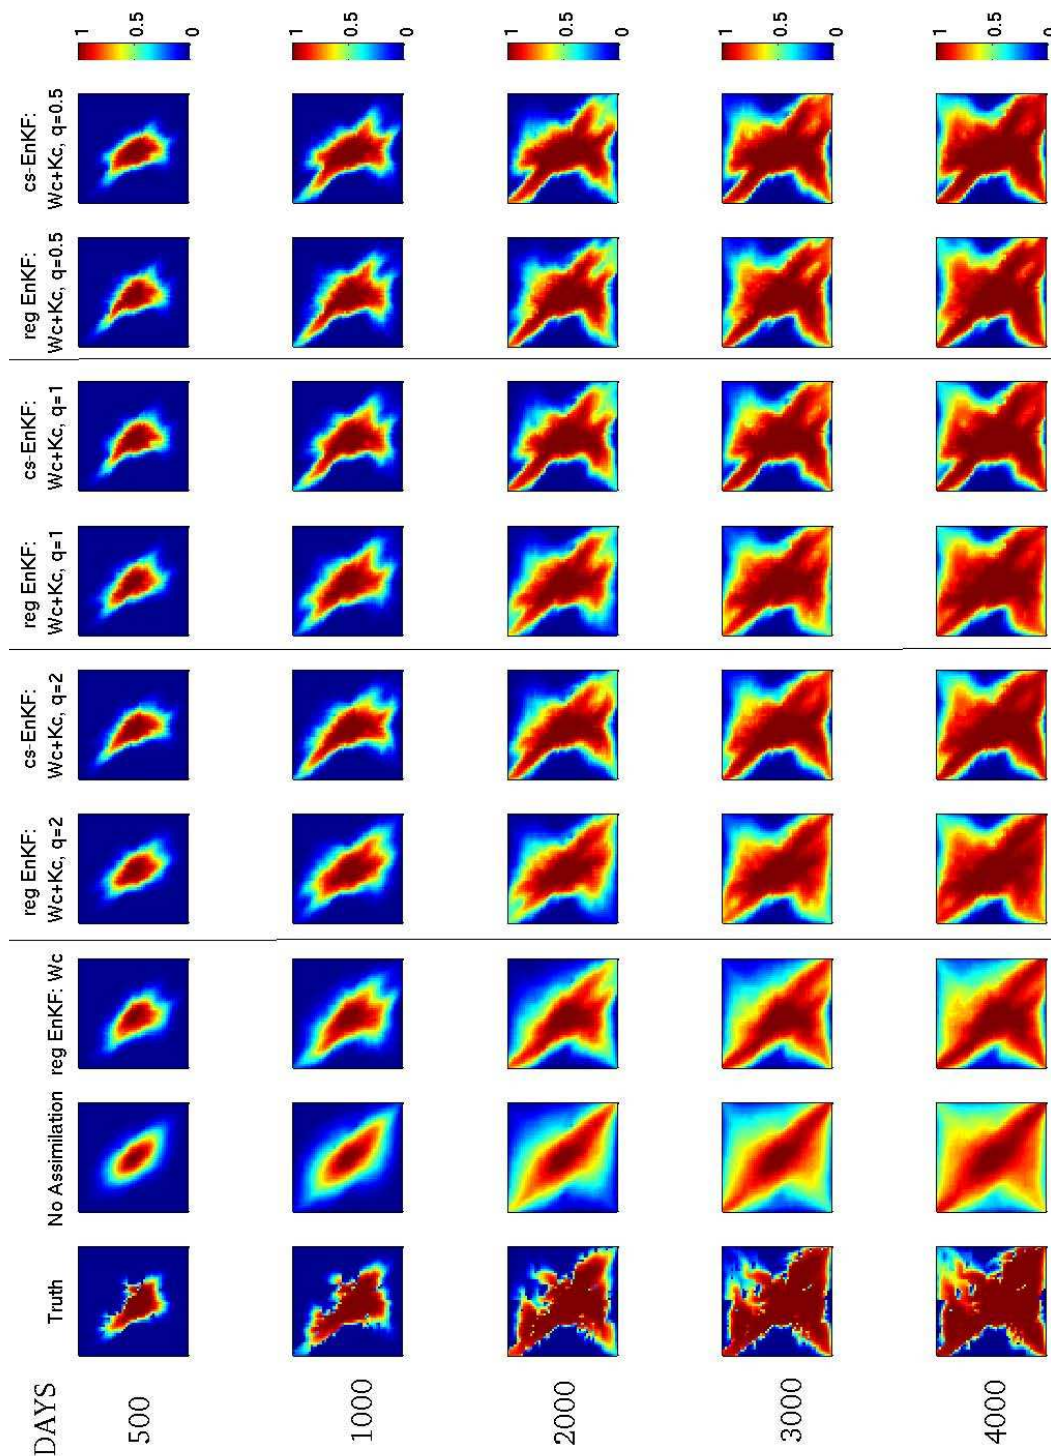 DAYS
Truth
No Assimilation
reg EnKF: Wc
reg EnKF:
Wc+Kc, q=2
cs-EnKF:
Wc+Kc, q=2
reg EnKF:
Wc+Kc, q=1
cs-EnKF:
Wc+Kc, q=1
reg EnKF:
Wc+Kc, q=0.5
cs-EnKF:
Wc+Kc, q=0.5
500
1
0.5
0
1000
1
0.5
0
2000
1
0.5
0
3000
1
0.5
0
4000
1
0.5
0